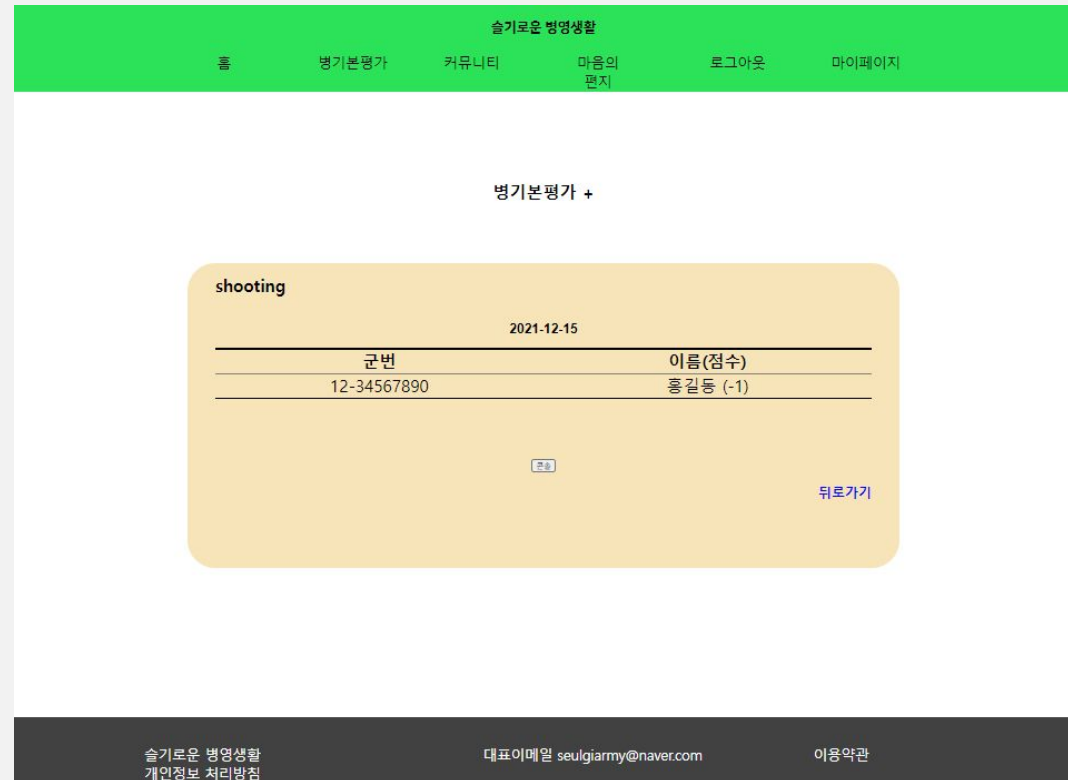 슬기로운 병영생활
홈 병기본평가 커뮤니티 마음의 편지 로그아웃 마이페이지
병기본평가 +
shooting
2021-12-15
군번 이름(점수)
12-34567890 홍길동 (-1)
뒤로가기
슬기로운 병영생활 대표이메일 seulgiarmy@naver.com 이용약관
개인정보 처리방침